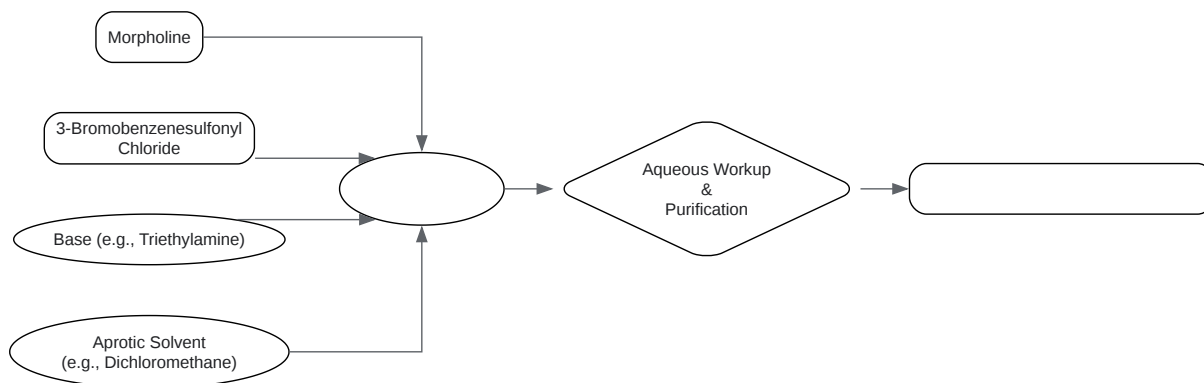 Morpholine
3-Bromobenzenesulfonyl
Chloride
Base (e.g., Triethylamine)
Aprotic Solvent
(e.g., Dichloromethane)
Aqueous Workup
&
Purification